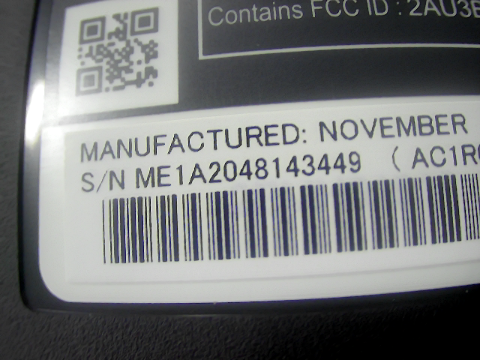 Contains FCC ID : 2AU3
MANUFACTURED: NOVEMBER
S/N ME1A2048143449 ( AC1R